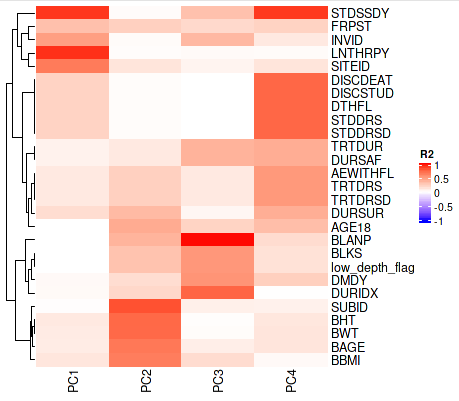 STDSSDY
FRPST
INVID
LNTHRPY
SITEID
DISCDEAT
DISCSTUD
DTHFL
STDDRS
STDDRSD
TRTDUR
DURSAF
AEWITHFL
TRTDRS
TRTDRSD
DURSUR
AGE18
BLANP
BLKS
low_depth_flag
DMDY
DURIDX
SUBID
BHT
BWT
BAGE
BBMI
PC1 PC2 PC3 PC4
R2
1
0.5
0
-0.5
-1